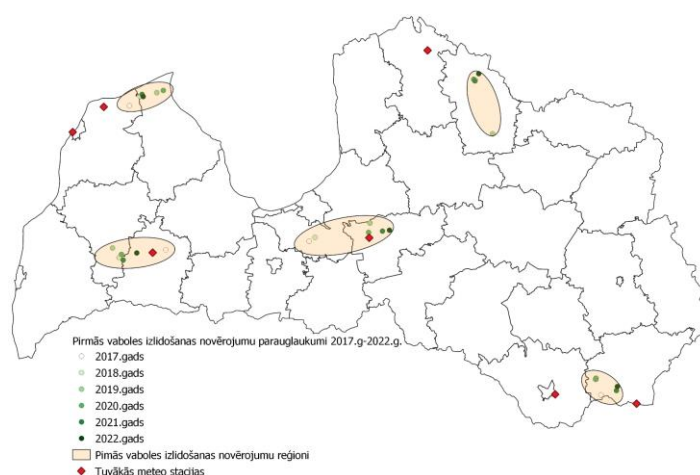 Pirmās vaboles izlidošanas novērojumu parauglaukumi 2017.g-2022.g.
2017.gads
2018.gads
2019.gads
2020.gads
2021.gads
2022.gads
Pimās vaboles izlidošanas novērojumu reģioni
Tuvākās meteo stacijas